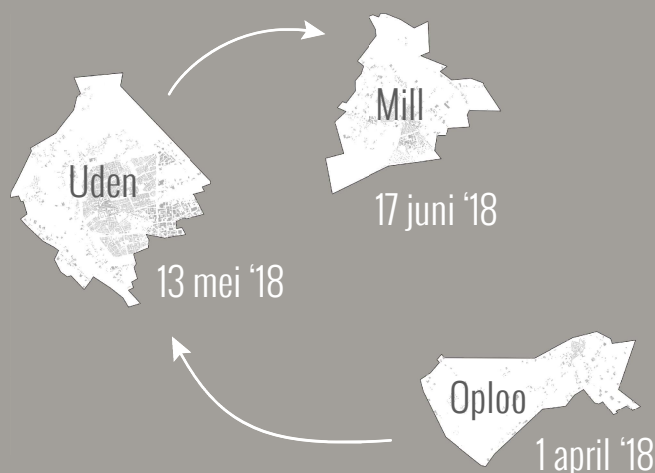 Mill
17 juni ‘18
Uden
13 mei ‘18
Oploo
1 april ‘18